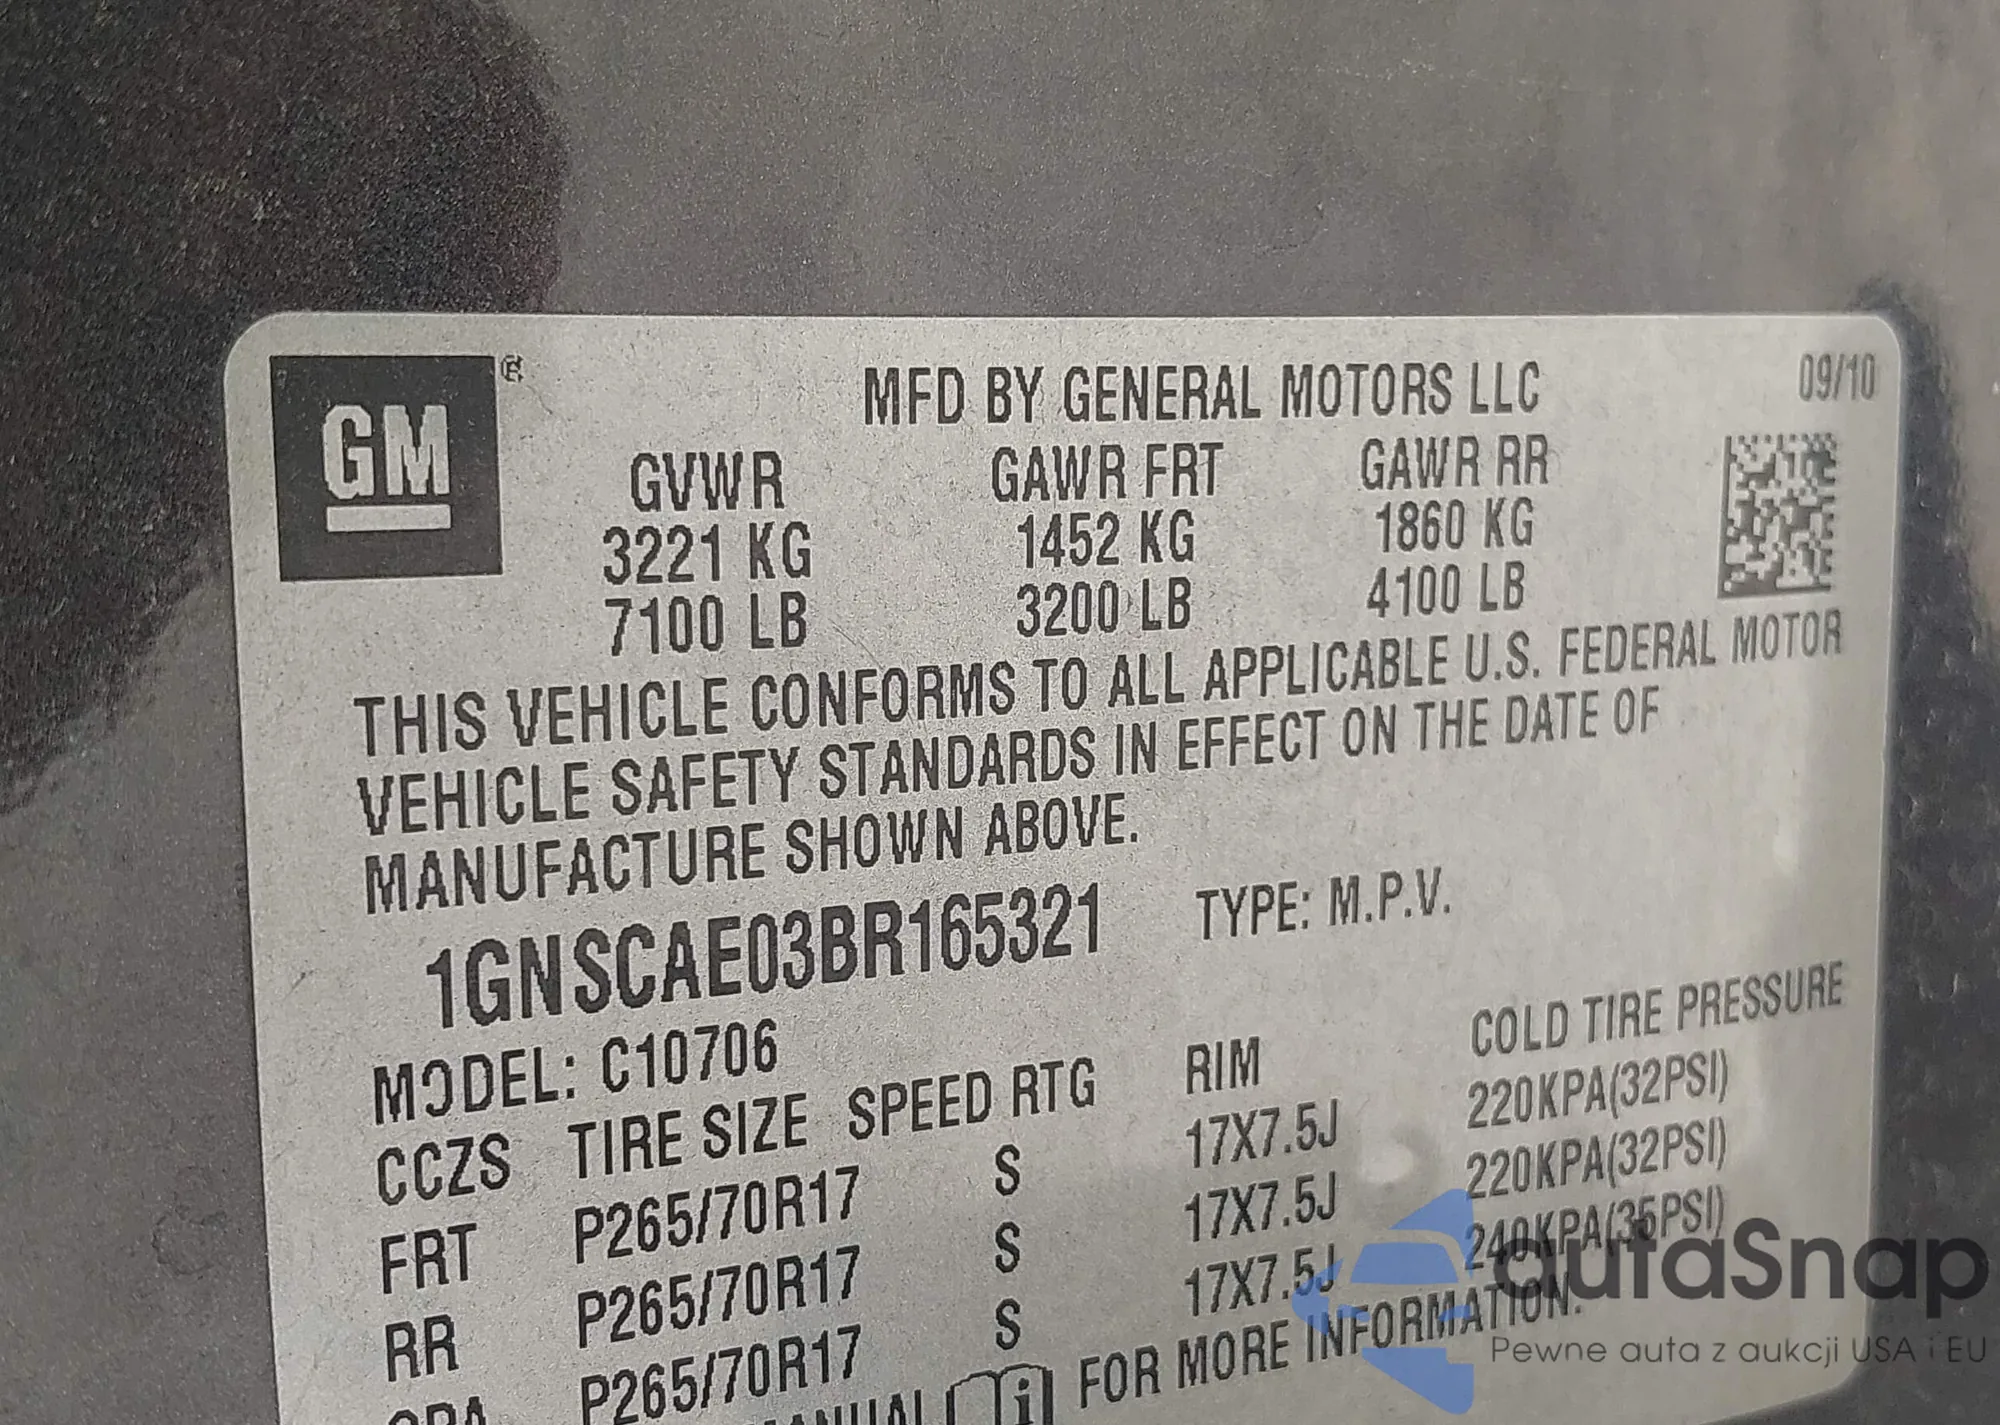 GM ®
MFD BY GENERAL MOTORS LLC 09/10
GVWR GAWR FRT GAWR RR
3221 KG 1452 KG 1860 KG
7100 LB 3200 LB 4100 LB
THIS VEHICLE CONFORMS TO ALL APPLICABLE U.S. FEDERAL MOTOR
VEHICLE SAFETY STANDARDS IN EFFECT ON THE DATE OF
MANUFACTURE SHOWN ABOVE.
1GNSCAE03BR165321 TYPE: M.P.V.
MODEL: C10706
CCZS TIRE SIZE SPEED RTG RIM COLD TIRE PRESSURE
FRT P265/70R17 S 17X7.5J 220KPA(32PSI)
RR P265/70R17 S 17X7.5J 220KPA(32PSI)
P265/70R17 S 17X7.5J 240KPA(35PSI)
MANUAL FOR MORE INFORMATION.
autaSnap
Pewne auta z aukcji USA i EU